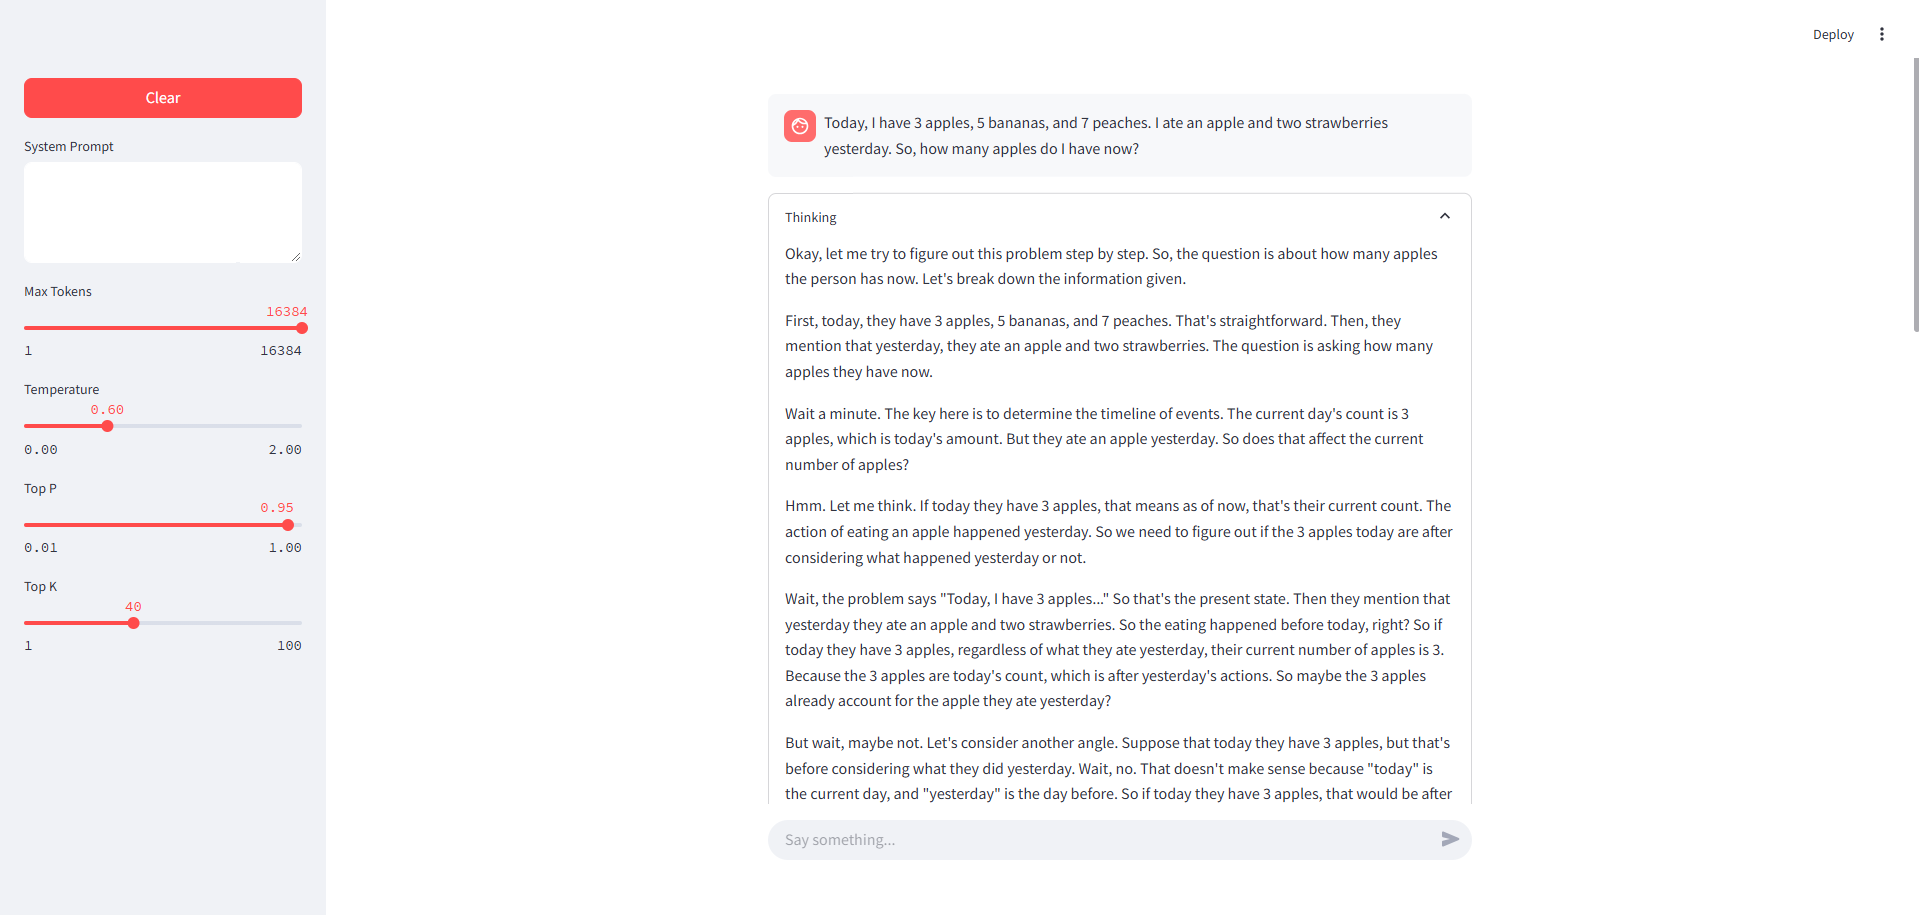 Deploy
Clear
System Prompt
Max Tokens
16384
1 16384
Temperature
0.60
0.00 2.00
Top P
0.95
0.01 1.00
Top K
40
1 100
Today, I have 3 apples, 5 bananas, and 7 peaches. I ate an apple and two strawberries
yesterday. So, how many apples do I have now?
Thinking
Okay, let me try to figure out this problem step by step. So, the question is about how many apples
the person has now. Let's break down the information given.
First, today, they have 3 apples, 5 bananas, and 7 peaches. That's straightforward. Then, they
mention that yesterday, they ate an apple and two strawberries. The question is asking how many
apples they have now.
Wait a minute. The key here is to determine the timeline of events. The current day's count is 3
apples, which is today's amount. But they ate an apple yesterday. So does that affect the current
number of apples?
Hmm. Let me think. If today they have 3 apples, that means as of now, that's their current count. The
action of eating an apple happened yesterday. So we need to figure out if the 3 apples today are after
considering what happened yesterday or not.
Wait, the problem says "Today, I have 3 apples..." So that's the present state. Then they mention that
yesterday they ate an apple and two strawberries. So the eating happened before today, right? So if
today they have 3 apples, regardless of what they ate yesterday, their current number of apples is 3.
Because the 3 apples are today's count, which is after yesterday's actions. So maybe the 3 apples
already account for the apple they ate yesterday?
But wait, maybe not. Let's consider another angle. Suppose that today they have 3 apples, but that's
before considering what they did yesterday. Wait, no. That doesn't make sense because "today" is
the current day, and "yesterday" is the day before. So if today they have 3 apples, that would be after
Say something...